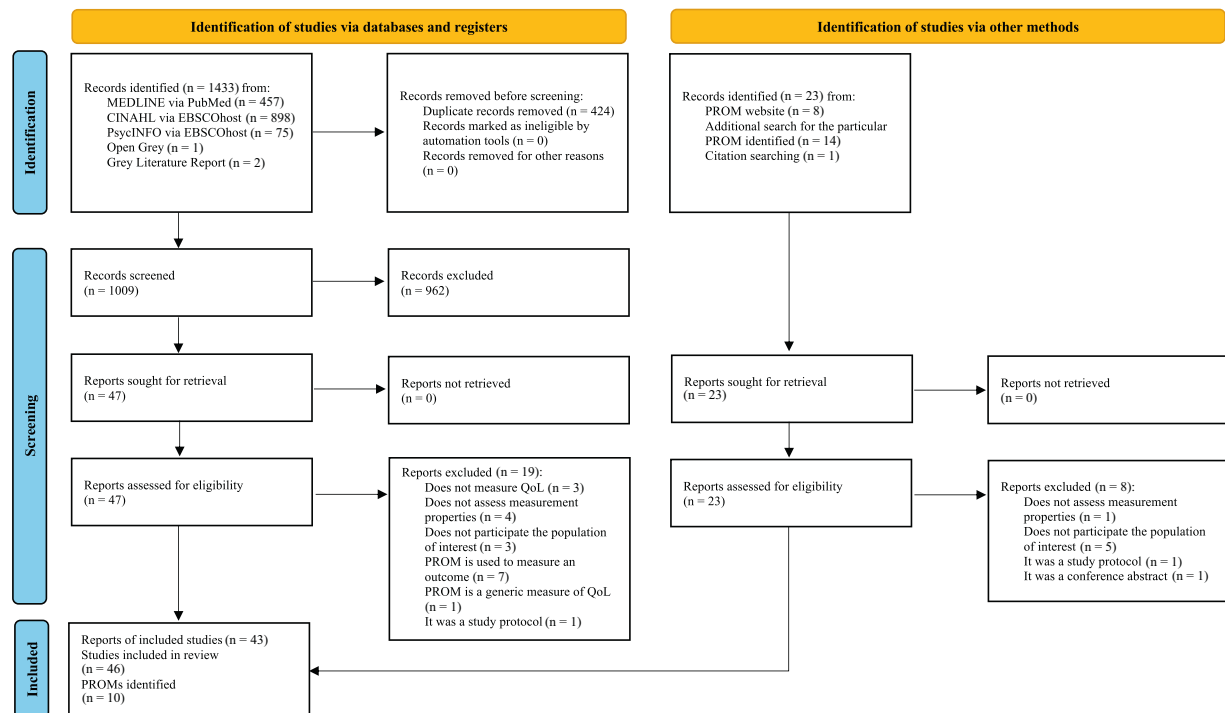 Identification of studies via databases and registers
Identification of studies via other methods
Identification
Records identified (n = 1433) from:
MEDLINE via PubMed (n = 457)
CINAHL via EBSCOhost (n = 898)
PsycINFO via EBSCOhost (n = 75)
Open Grey (n = 1)
Grey Literature Report (n = 2)
Records removed before screening:
Duplicate records removed (n = 424)
Records marked as ineligible by
automation tools (n = 0)
Records removed for other reasons
(n = 0)
Records identified (n = 23) from:
PROM website (n = 8)
Additional search for the particular
PROM identified (n = 14)
Citation searching (n = 1)
Screening
Records screened
(n = 1009)
Records excluded
(n = 962)
Reports sought for retrieval
(n = 47)
Reports not retrieved
(n = 0)
Reports sought for retrieval
(n = 23)
Reports not retrieved
(n = 0)
Reports assessed for eligibility
(n = 47)
Reports excluded (n = 19):
Does not measure QoL (n = 3)
Does not assess measurement
properties (n = 4)
Does not participate the population
of interest (n = 3)
PROM is used to measure an
outcome (n = 7)
PROM is a generic measure of QoL
(n = 1)
It was a study protocol (n = 1)
Reports assessed for eligibility
(n = 23)
Reports excluded (n = 8):
Does not assess measurement
properties (n = 1)
Does not participate the population
of interest (n = 5)
It was a study protocol (n = 1)
It was a conference abstract (n = 1)
Included
Reports of included studies (n = 43)
Studies included in review
(n = 46)
PROMs identified
(n = 10)